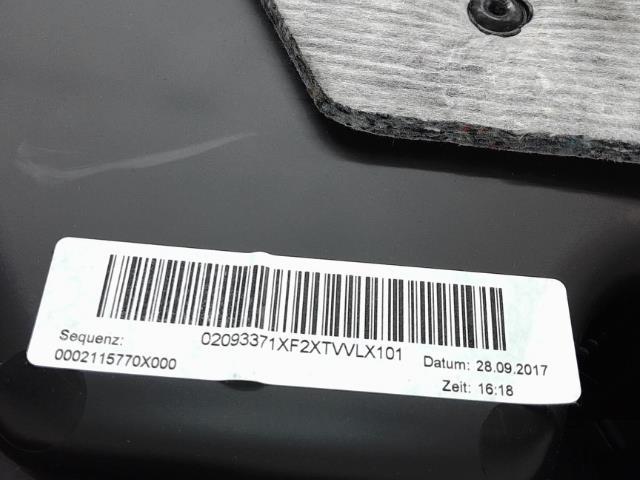 02093371XF2XTVVLX101
Sequenz:
0002115770X000
Datum: 28.09.2017
Zeit: 16:18